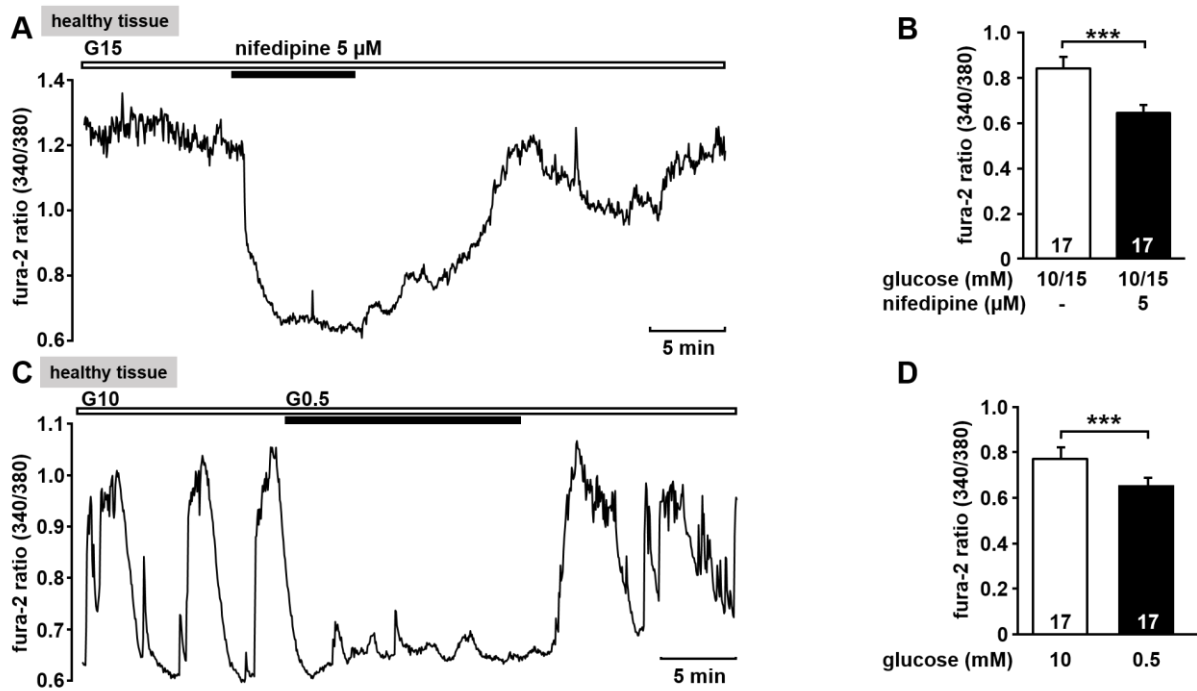 A healthy tissue
G15 nifedipine 5 µM
fura-2 ratio (340/380)
1.4
1.2
1.0
0.8
0.6
5 min
B
***
fura-2 ratio (340/380)
1.0
0.8
0.6
0.4
0.2
0
17 17
glucose (mM) 10/15 10/15
nifedipine (µM) - 5
C healthy tissue
G10 G0.5
fura-2 ratio (340/380)
1.1
1.0
0.9
0.8
0.7
0.6
5 min
D
***
fura-2 ratio (340/380)
1.0
0.8
0.6
0.4
0.2
0
17 17
glucose (mM) 10 0.5